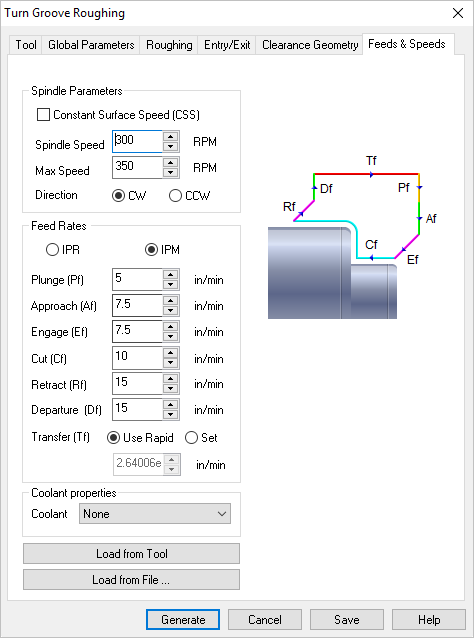 Turn Groove Roughing
Tool Global Parameters Roughing Entry/Exit Clearance Geometry Feeds & Speeds
Spindle Parameters
Constant Surface Speed (CSS)
Spindle Speed 300 RPM
Max Speed 350 RPM
Direction CW CCW
Feed Rates
IPR IPM
Plunge (Pf) 5 in/min
Approach (Af) 7.5 in/min
Engage (Ef) 7.5 in/min
Cut (Cf) 10 in/min
Retract (Rf) 15 in/min
Departure (Df) 15 in/min
Transfer (Tf) Use Rapid Set
2.64006e in/min
Coolant properties
Coolant None
Load from Tool
Load from File ...
Tf
Df Pf
Rf Af
Cf Ef
Generate Cancel Save Help